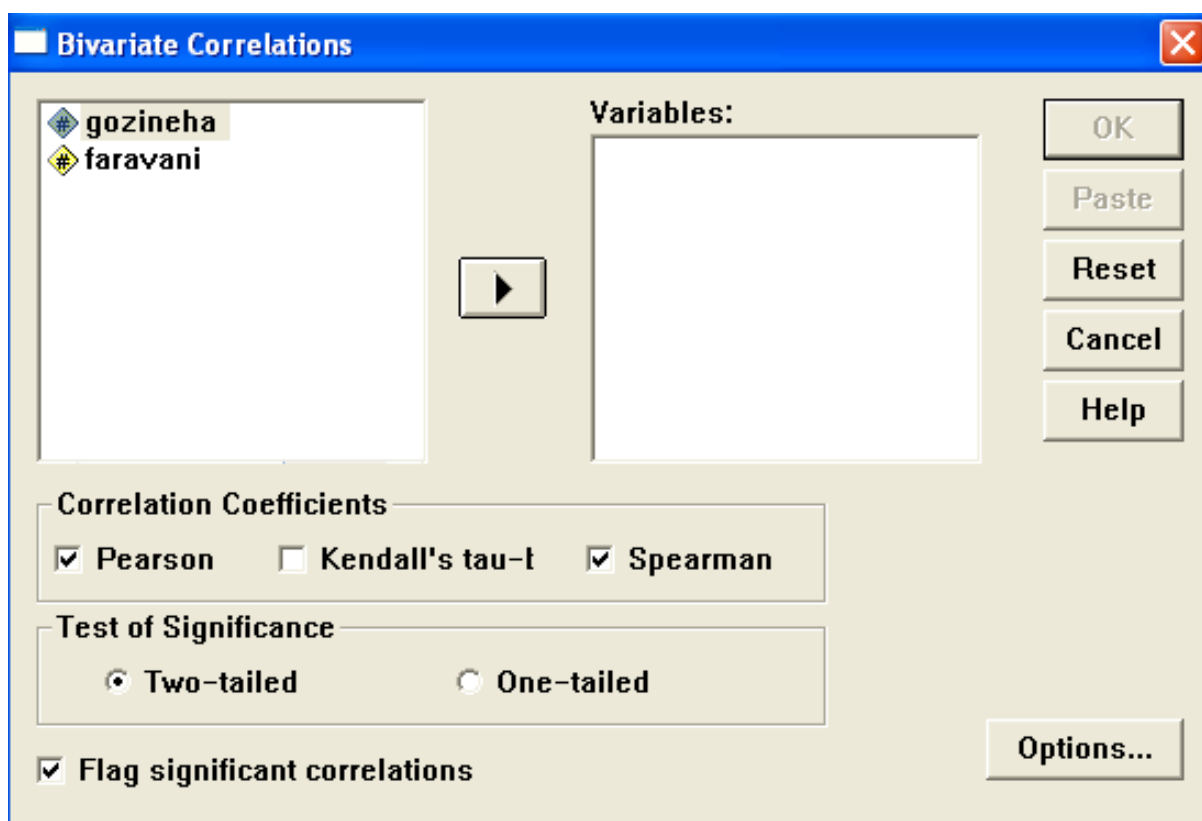 Bivariate Correlations
gozineha
faravani
Variables:
OK
Paste
Reset
Cancel
Help
Correlation Coefficients
Pearson Kendall's tau-t Spearman
Test of Significance
Two-tailed One-tailed
Flag significant correlations
Options...